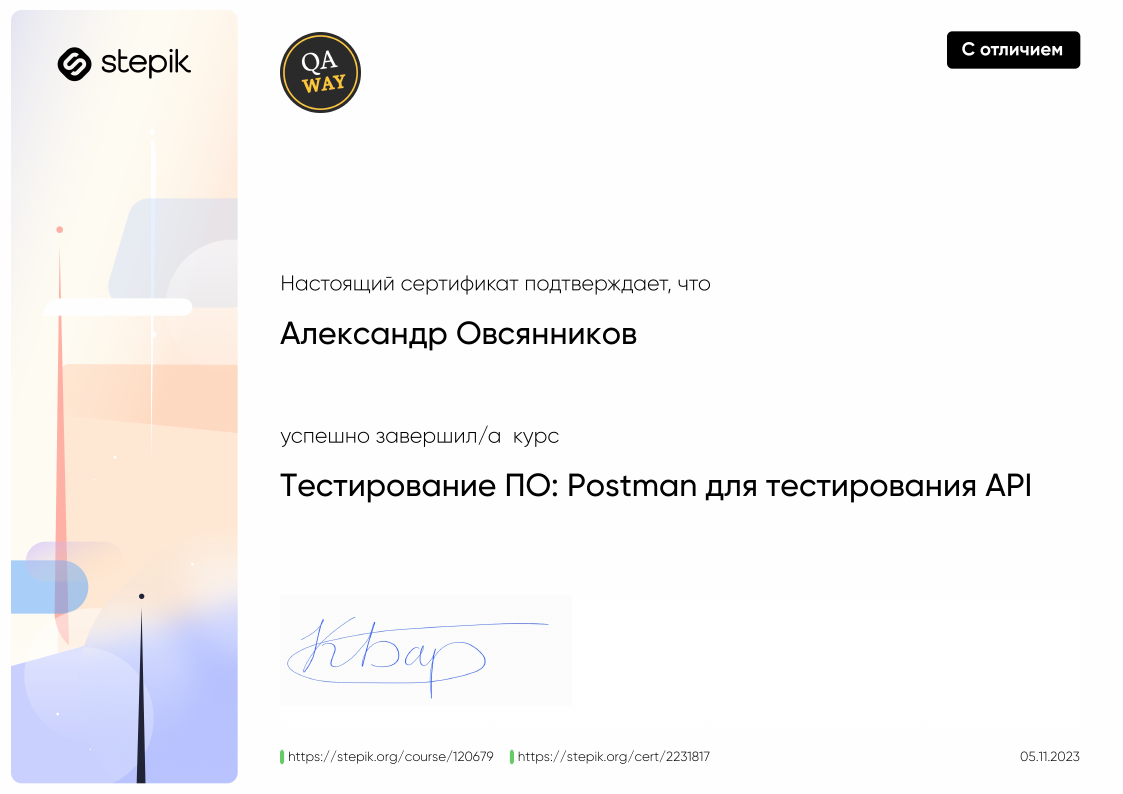 stepik
QA
WAY
С отличием
Настоящий сертификат подтверждает, что
Александр Овсянников
успешно завершил/а курс
Тестирование ПО: Postman для тестирования API
https://stepik.org/course/120679 https://stepik.org/cert/2231817 05.11.2023